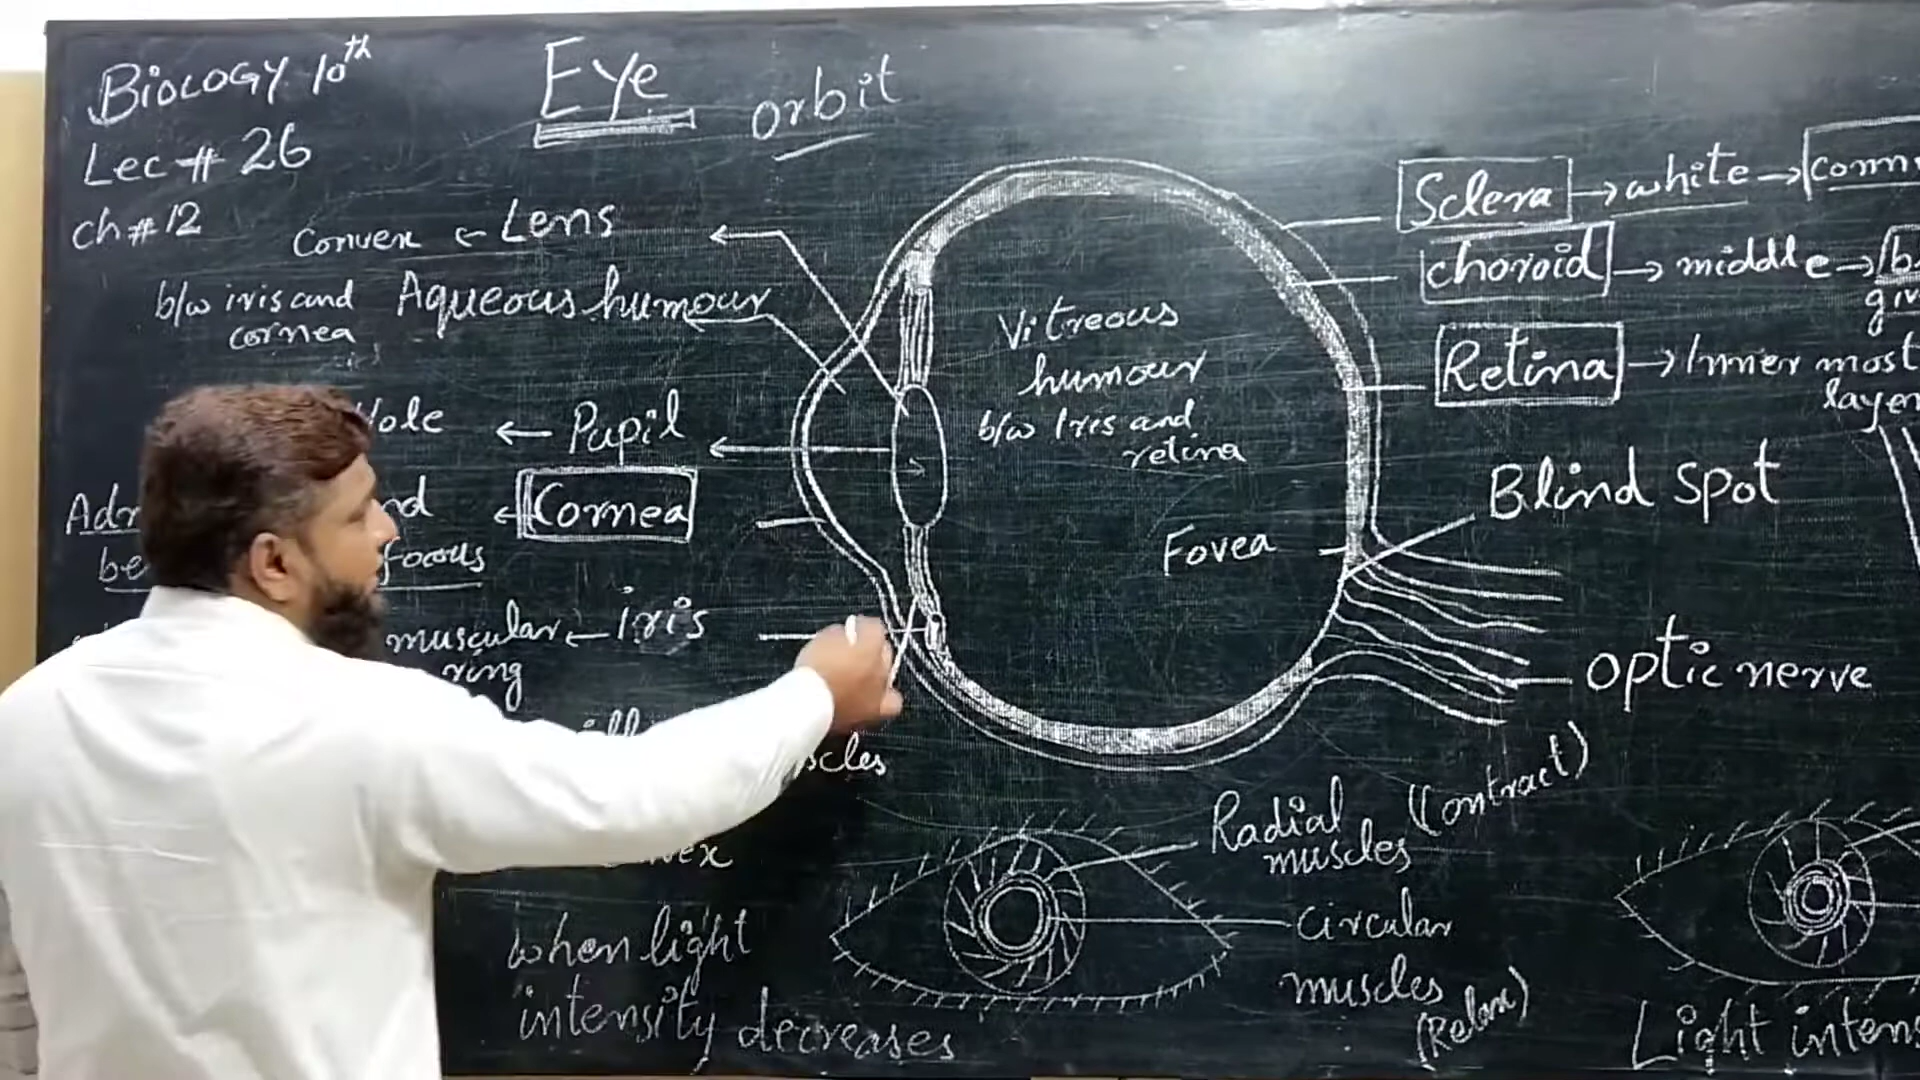 Biology 10th
Lec # 26
ch # 12
Eye
orbit
Convex ← Lens
b/w iris and cornea
Aqueous humour
Hole ← Pupil
← Cornea
focus
muscular ring ← iris
Vitreous
humour
b/w Iris and
retina
Fovea
Sclera → white →
choroid → middle →
Retina → Inner most
layer
Blind spot
optic nerve
Radial
muscles (Contract)
circular
muscles
(Relax)
when light
intensity decreases
Light